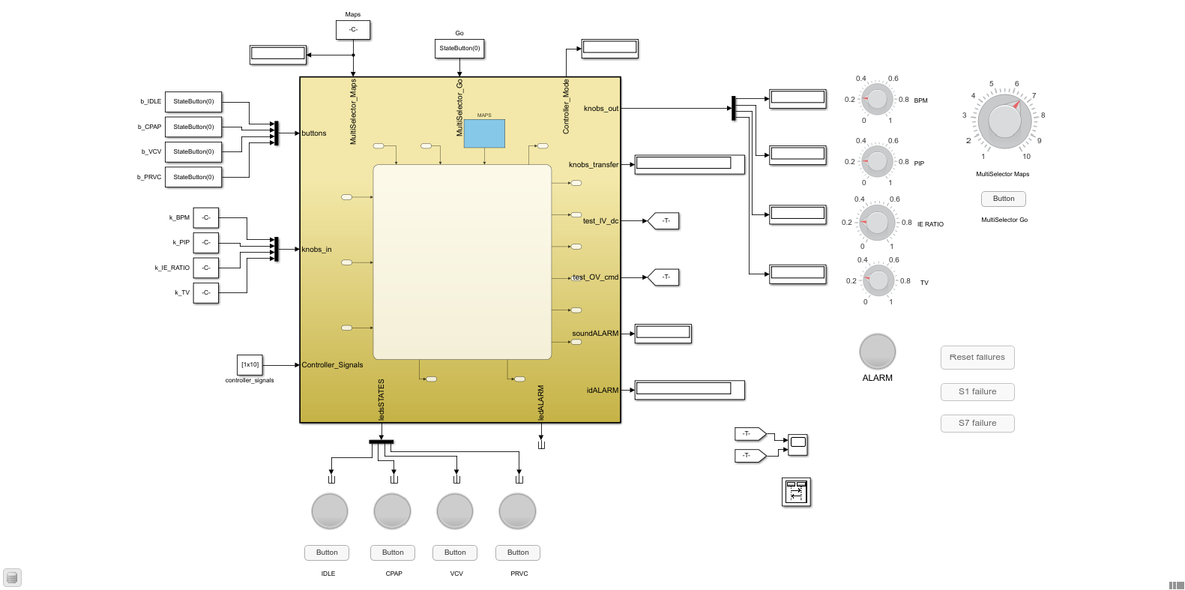 Maps
-C-
Go
StateButton(0)
b_IDLE
StateButton(0)
b_CPAP
StateButton(0)
b_VCV
StateButton(0)
b_PRVC
StateButton(0)
k_BPM
-C-
k_PIP
-C-
k_IE_RATIO
-C-
k_TV
-C-
[1x10]
controller_signals
MultiSelector_Maps
MultiSelector_Go
Controller_Mode
MAPS
buttons
knobs_in
Controller_Signals
knobs_out
knobs_transfer
test_IV_dc
test_OV_cmd
soundALARM
idALARM
ledsSTATES
ledALARM
-T-
-T-
0
0.2
0.4
0.6
0.8
1
BPM
0
0.2
0.4
0.6
0.8
1
PIP
0
0.2
0.4
0.6
0.8
1
IE RATIO
0
0.2
0.4
0.6
0.8
1
TV
1
2
3
4
5
6
7
8
9
10
MultiSelector Maps
Button
MultiSelector Go
ALARM
Reset failures
S1 failure
S7 failure
-T-
-T-
Button
Button
Button
Button
IDLE
CPAP
VCV
PRVC